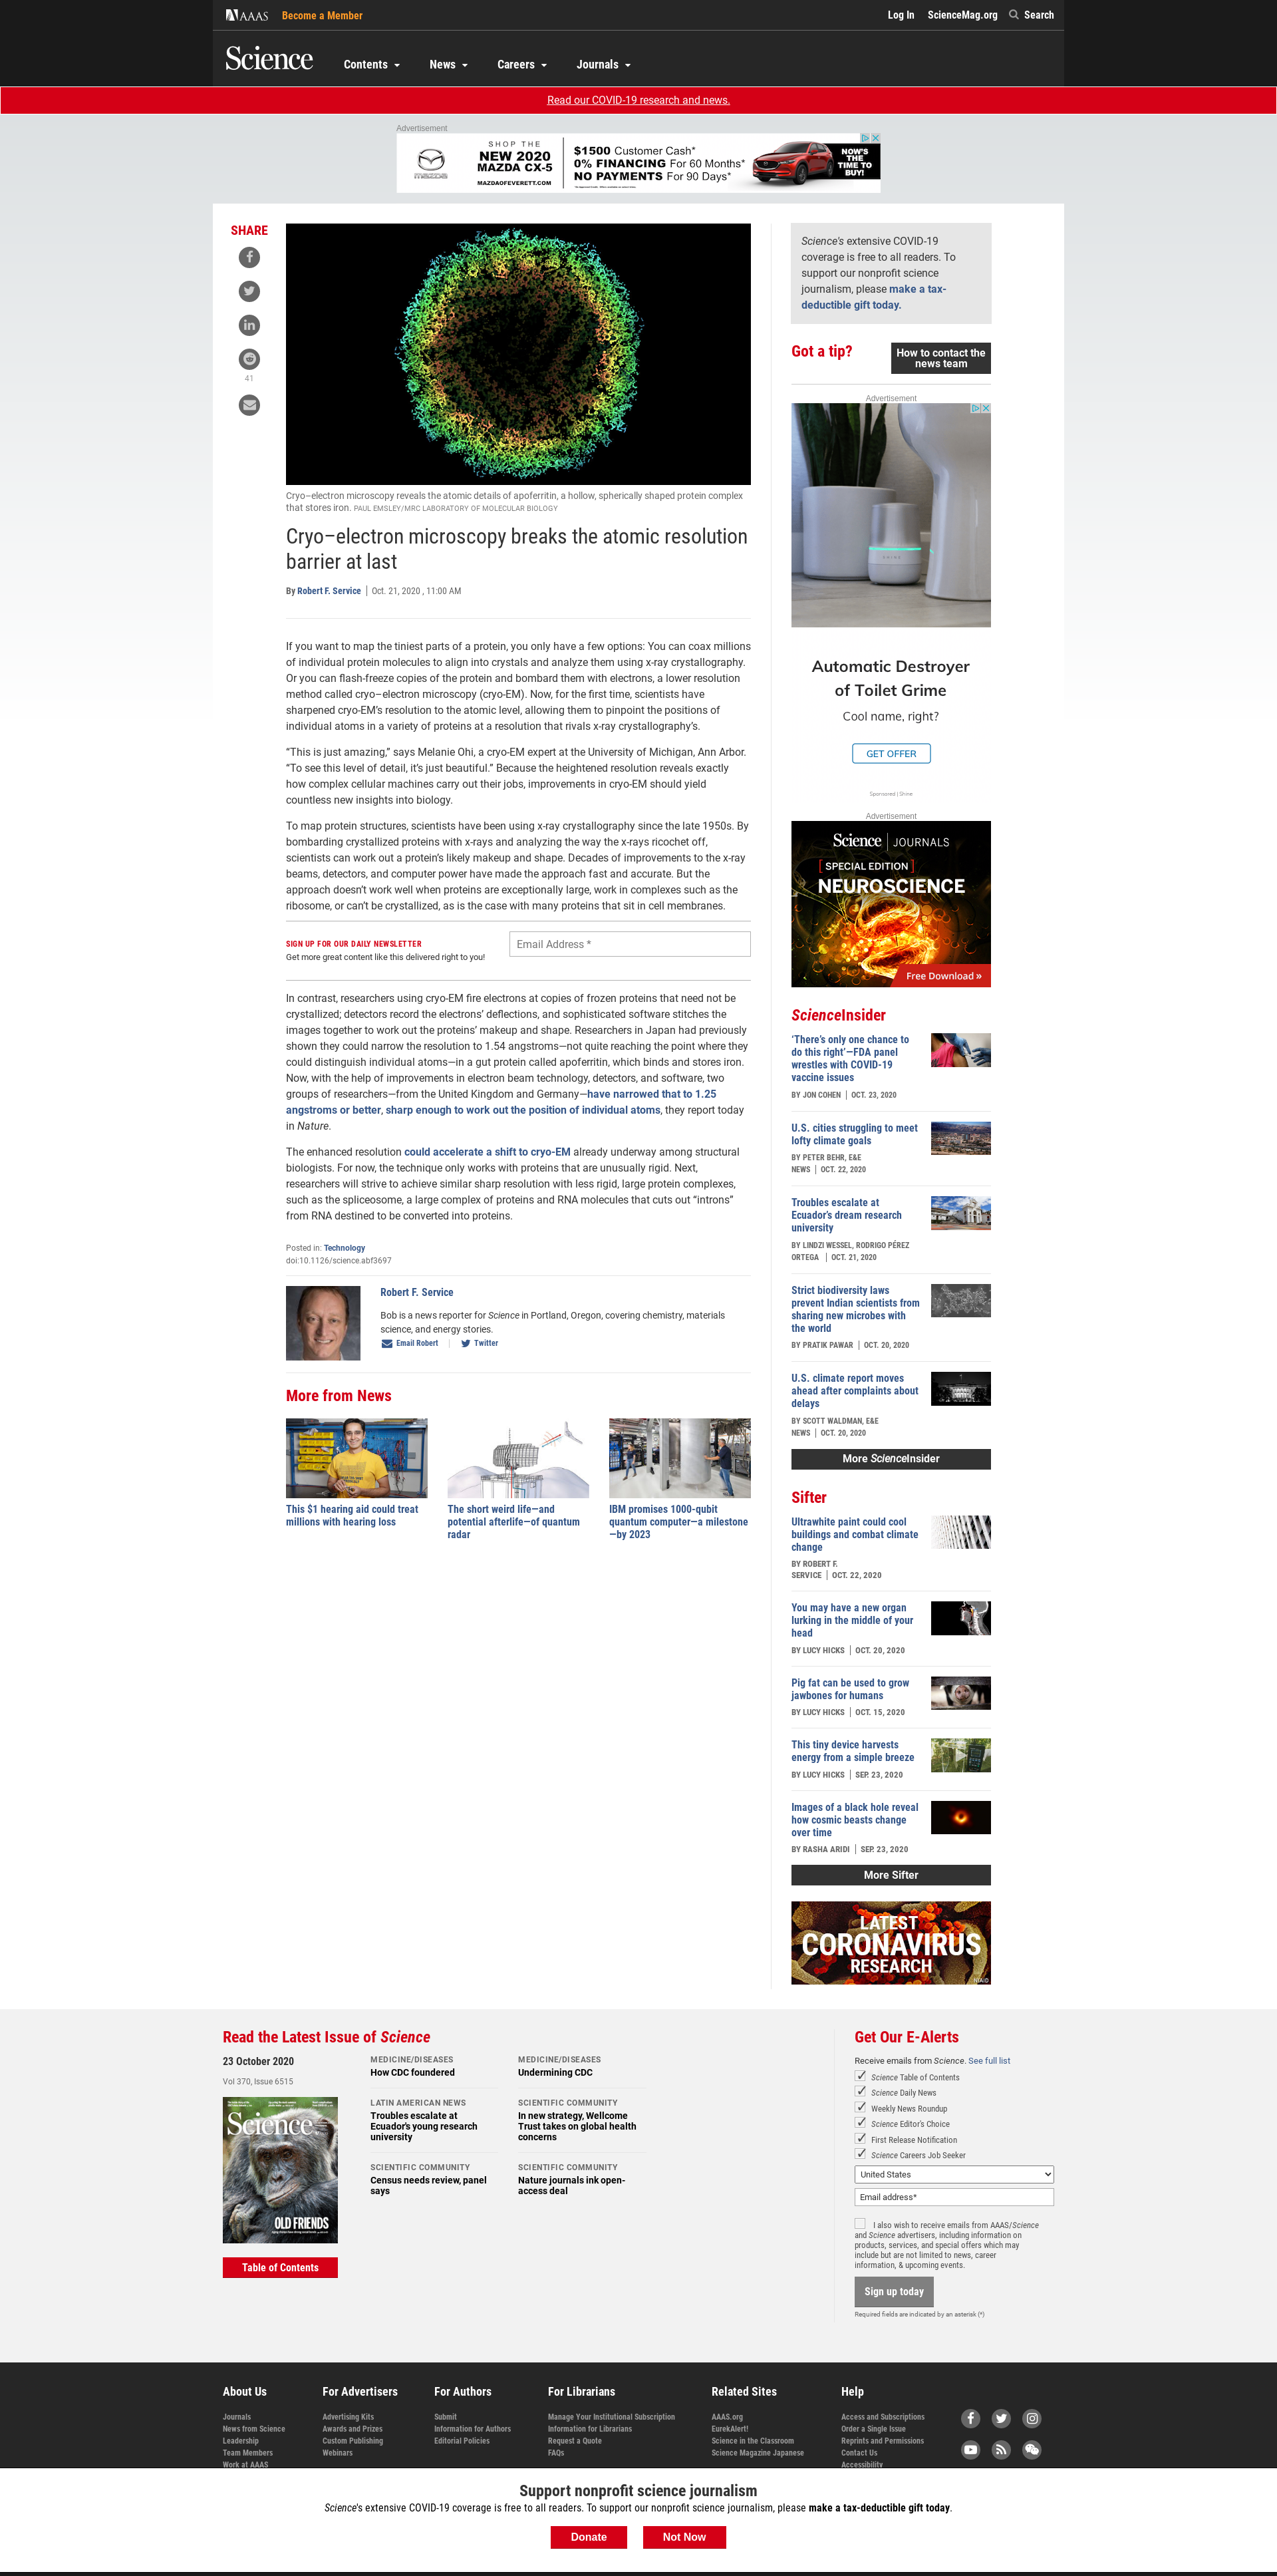 AAAS
Become a Member
Log In
ScienceMag.org
Search
Science
Contents
News
Careers
Journals
Read our COVID-19 research and news.
Advertisement
mazda
SHOP THE
NEW 2020
MAZDA CX-5
MAZDAOFEVERETT.COM
$1500 Customer Cash*
0% FINANCING For 60 Months*
NO PAYMENTS For 90 Days*
NOW'S
THE TIME
TO BUY!
SHARE
41
Cryo–electron microscopy reveals the atomic details of apoferritin, a hollow, spherically shaped protein complex
that stores iron. PAUL EMSLEY/MRC LABORATORY OF MOLECULAR BIOLOGY
Cryo–electron microscopy breaks the atomic resolution
barrier at last
By Robert F. Service | Oct. 21, 2020 , 11:00 AM
If you want to map the tiniest parts of a protein, you only have a few options: You can coax millions
of individual protein molecules to align into crystals and analyze them using x-ray crystallography.
Or you can flash-freeze copies of the protein and bombard them with electrons, a lower resolution
method called cryo–electron microscopy (cryo-EM). Now, for the first time, scientists have
sharpened cryo-EM's resolution to the atomic level, allowing them to pinpoint the positions of
individual atoms in a variety of proteins at a resolution that rivals x-ray crystallography's.
“This is just amazing,” says Melanie Ohi, a cryo-EM expert at the University of Michigan, Ann Arbor.
“To see this level of detail, it's just beautiful.” Because the heightened resolution reveals exactly
how complex cellular machines carry out their jobs, improvements in cryo-EM should yield
countless new insights into biology.
To map protein structures, scientists have been using x-ray crystallography since the late 1950s. By
bombarding crystallized proteins with x-rays and analyzing the way the x-rays ricochet off,
scientists can work out a protein's likely makeup and shape. Decades of improvements to the x-ray
beams, detectors, and computer power have made the approach fast and accurate. But the
approach doesn't work well when proteins are exceptionally large, work in complexes such as the
ribosome, or can't be crystallized, as is the case with many proteins that sit in cell membranes.
SIGN UP FOR OUR DAILY NEWSLETTER
Get more great content like this delivered right to you!
Email Address *
In contrast, researchers using cryo-EM fire electrons at copies of frozen proteins that need not be
crystallized; detectors record the electrons' deflections, and sophisticated software stitches the
images together to work out the proteins' makeup and shape. Researchers in Japan had previously
shown they could narrow the resolution to 1.54 angstroms—not quite reaching the point where they
could distinguish individual atoms—in a gut protein called apoferritin, which binds and stores iron.
Now, with the help of improvements in electron beam technology, detectors, and software, two
groups of researchers—from the United Kingdom and Germany—have narrowed that to 1.25
angstroms or better, sharp enough to work out the position of individual atoms, they report today
in Nature.
The enhanced resolution could accelerate a shift to cryo-EM already underway among structural
biologists. For now, the technique only works with proteins that are unusually rigid. Next,
researchers will strive to achieve similar sharp resolution with less rigid, large protein complexes,
such as the spliceosome, a large complex of proteins and RNA molecules that cuts out “introns”
from RNA destined to be converted into proteins.
Posted in: Technology
doi:10.1126/science.abf3697
Robert F. Service
Bob is a news reporter for Science in Portland, Oregon, covering chemistry, materials
science, and energy stories.
Email Robert
Twitter
More from News
This $1 hearing aid could treat
millions with hearing loss
The short weird life—and
potential afterlife—of quantum
radar
IBM promises 1000-qubit
quantum computer—a milestone
—by 2023
Science's extensive COVID-19
coverage is free to all readers. To
support our nonprofit science
journalism, please make a tax-
deductible gift today.
Got a tip?
How to contact the
news team
Advertisement
Automatic Destroyer
of Toilet Grime
Cool name, right?
GET OFFER
Sponsored | Shine
Advertisement
Science JOURNALS
[ SPECIAL EDITION ]
NEUROSCIENCE
Free Download »
ScienceInsider
'There's only one chance to
do this right'—FDA panel
wrestles with COVID-19
vaccine issues
BY JON COHEN | OCT. 23, 2020
U.S. cities struggling to meet
lofty climate goals
BY PETER BEHR, E&E
NEWS | OCT. 22, 2020
Troubles escalate at
Ecuador's dream research
university
BY LINDZI WESSEL, RODRIGO PÉREZ
ORTEGA | OCT. 21, 2020
Strict biodiversity laws
prevent Indian scientists from
sharing new microbes with
the world
BY PRATIK PAWAR | OCT. 20, 2020
U.S. climate report moves
ahead after complaints about
delays
BY SCOTT WALDMAN, E&E
NEWS | OCT. 20, 2020
More ScienceInsider
Sifter
Ultrawhite paint could cool
buildings and combat climate
change
BY ROBERT F.
SERVICE | OCT. 22, 2020
You may have a new organ
lurking in the middle of your
head
BY LUCY HICKS | OCT. 20, 2020
Pig fat can be used to grow
jawbones for humans
BY LUCY HICKS | OCT. 15, 2020
This tiny device harvests
energy from a simple breeze
BY LUCY HICKS | SEP. 23, 2020
Images of a black hole reveal
how cosmic beasts change
over time
BY RASHA ARIDI | SEP. 23, 2020
More Sifter
LATEST
CORONAVIRUS
RESEARCH
NIAID
Read the Latest Issue of Science
23 October 2020
Vol 370, Issue 6515
Science
OLD FRIENDS
Table of Contents
MEDICINE/DISEASES
How CDC foundered
LATIN AMERICAN NEWS
Troubles escalate at
Ecuador's young research
university
SCIENTIFIC COMMUNITY
Census needs review, panel
says
MEDICINE/DISEASES
Undermining CDC
SCIENTIFIC COMMUNITY
In new strategy, Wellcome
Trust takes on global health
concerns
SCIENTIFIC COMMUNITY
Nature journals ink open-
access deal
Get Our E-Alerts
Receive emails from Science. See full list
Science Table of Contents
Science Daily News
Weekly News Roundup
Science Editor's Choice
First Release Notification
Science Careers Job Seeker
United States
Email address*
I also wish to receive emails from AAAS/Science
and Science advertisers, including information on
products, services, and special offers which may
include but are not limited to news, career
information, & upcoming events.
Sign up today
Required fields are indicated by an asterisk (*)
About Us
Journals
News from Science
Leadership
Team Members
Work at AAAS
For Advertisers
Advertising Kits
Awards and Prizes
Custom Publishing
Webinars
For Authors
Submit
Information for Authors
Editorial Policies
For Librarians
Manage Your Institutional Subscription
Information for Librarians
Request a Quote
FAQs
Related Sites
AAAS.org
EurekAlert!
Science in the Classroom
Science Magazine Japanese
Help
Access and Subscriptions
Order a Single Issue
Reprints and Permissions
Contact Us
Accessibility
Support nonprofit science journalism
Science's extensive COVID-19 coverage is free to all readers. To support our nonprofit science journalism, please make a tax-deductible gift today.
Donate
Not Now